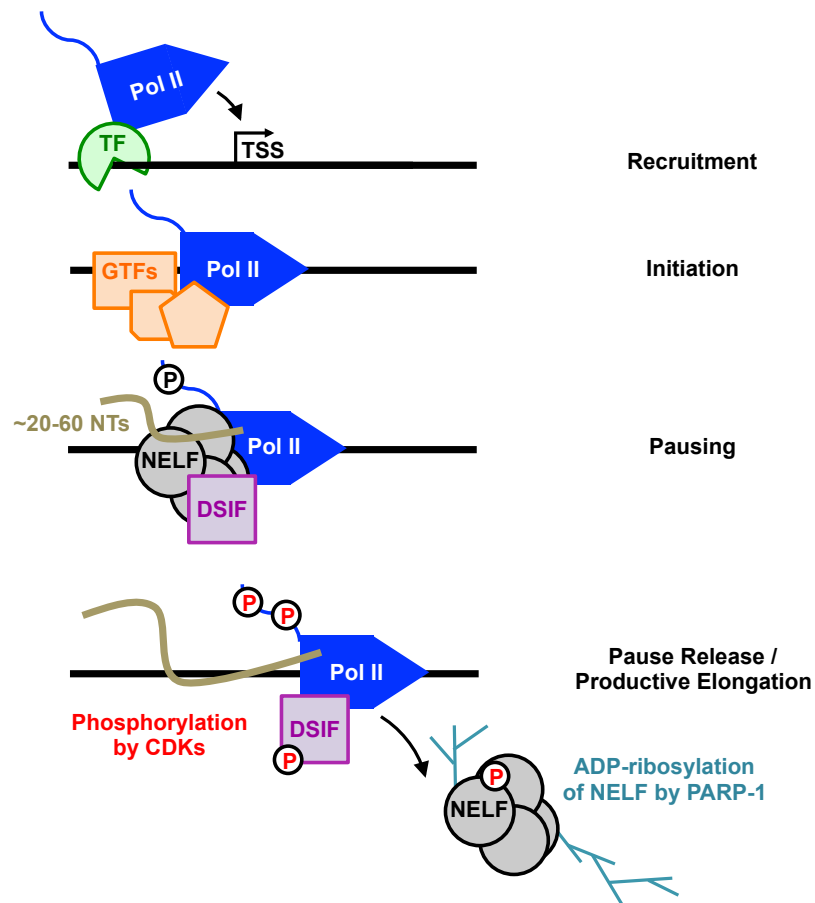 Pol II
TF
TSS
Recruitment
GTFs
Pol II
Initiation
P
~20-60 NTs
NELF
Pol II
DSIF
Pausing
P
P
Pol II
DSIF
P
Phosphorylation
by CDKs
Pause Release /
Productive Elongation
P
NELF
ADP-ribosylation
of NELF by PARP-1